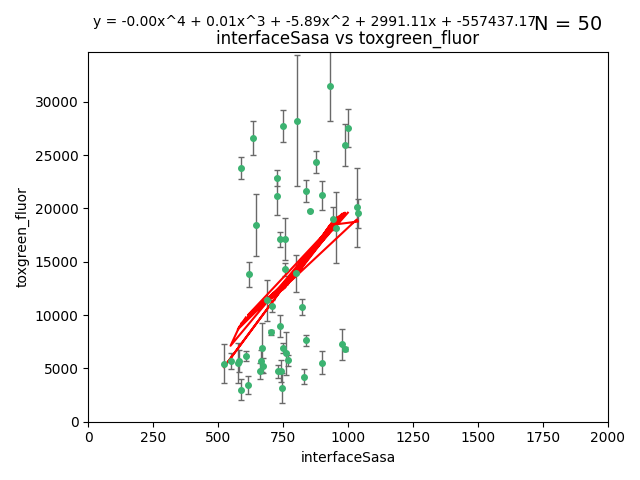 y = -0.00x^4 + 0.01x^3 + -5.89x^2 + 2991.11x + -557437.17
N = 50
interfaceSasa vs toxgreen_fluor
toxgreen_fluor
30000
25000
20000
15000
10000
5000
0
0 250 500 750 1000 1250 1500 1750 2000
interfaceSasa